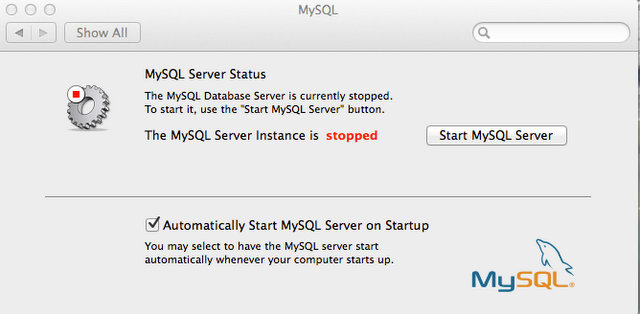 MySQL
Show All
MySQL Server Status
The MySQL Database Server is currently stopped.
To start it, use the "Start MySQL Server" button.
The MySQL Server Instance is stopped
Start MySQL Server
Automatically Start MySQL Server on Startup
You may select to have the MySQL server start
automatically whenever your computer starts up.
MySQL®